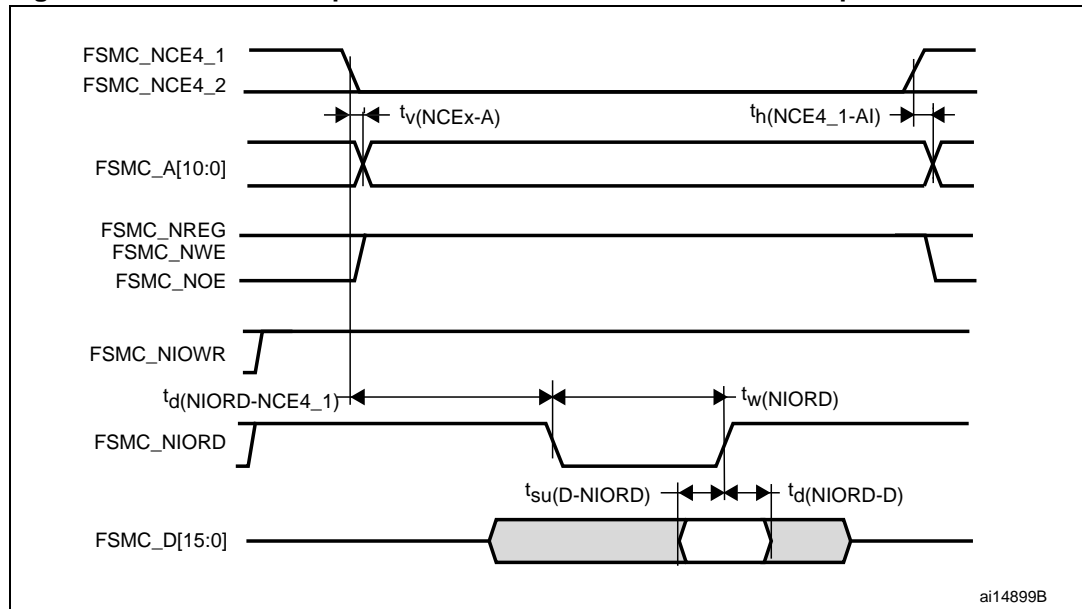 FSMC_NCE4_1
FSMC_NCE4_2
tv(NCEx-A)
th(NCE4_1-AI)
FSMC_A[10:0]
FSMC_NREG
FSMC_NWE
FSMC_NOE
FSMC_NIOWR
td(NIORD-NCE4_1)
tw(NIORD)
FSMC_NIORD
tsu(D-NIORD)
td(NIORD-D)
FSMC_D[15:0]
ai14899B